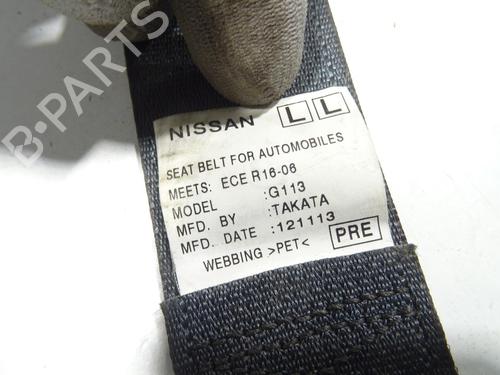 B-PARTS
NISSAN L L
SEAT BELT FOR AUTOMOBILES
MEETS: ECE R16-06
MODEL :G113
MFD. BY :TAKATA
MFD. DATE :121113
WEBBING >PET< PRE